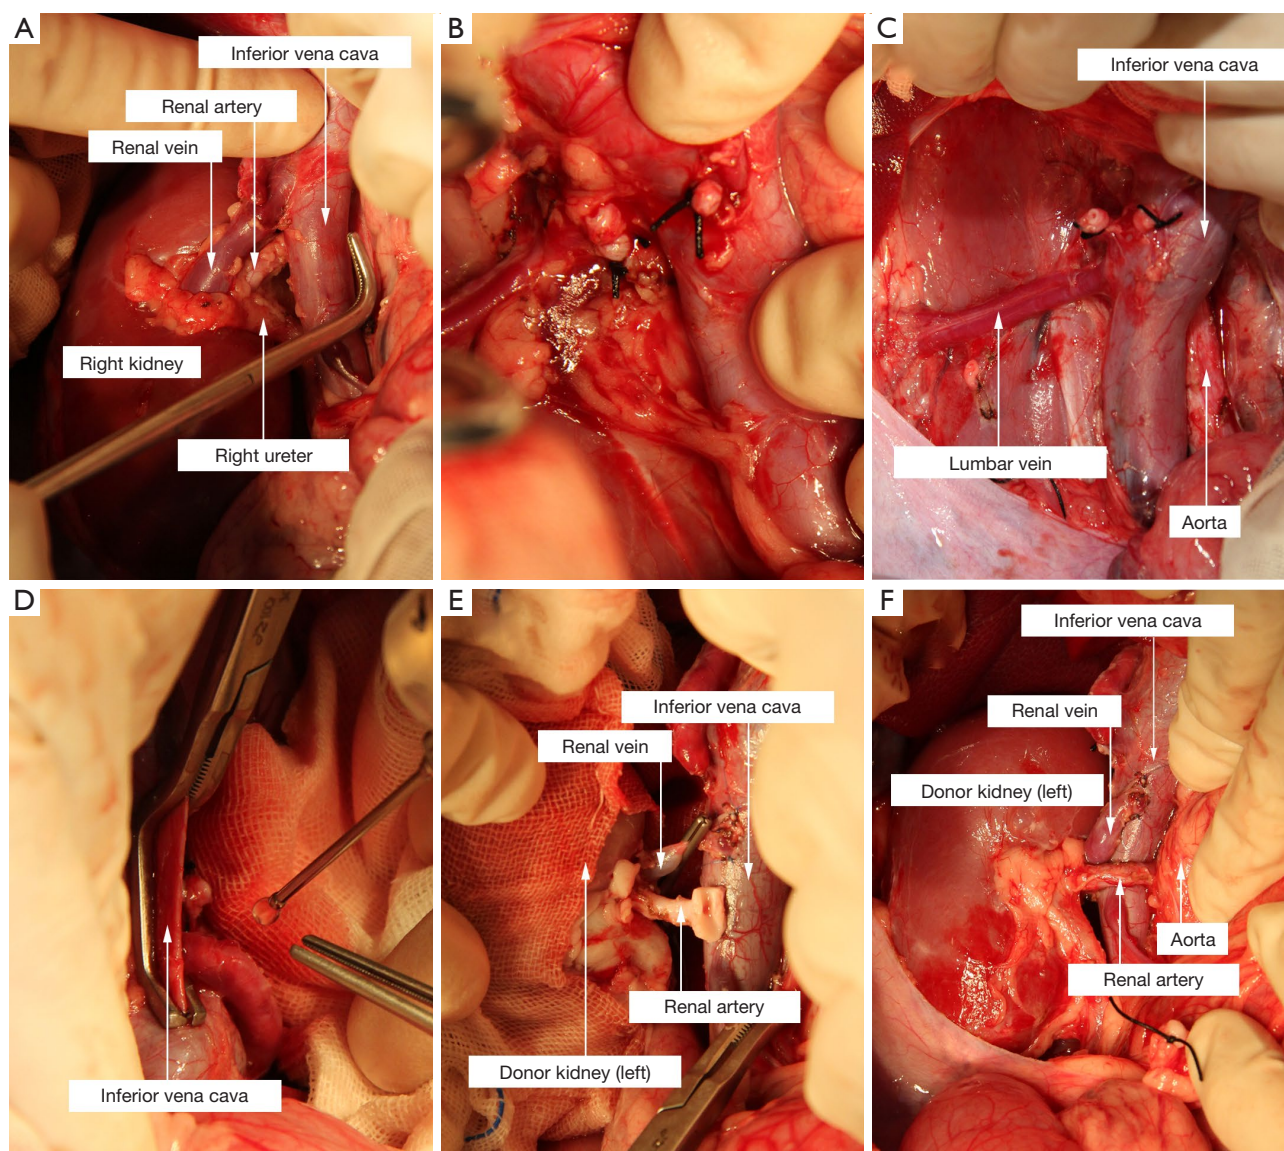 A
Inferior vena cava
Renal artery
Renal vein
Right kidney
Right ureter
B
C
Inferior vena cava
Lumbar vein
Aorta
D
Inferior vena cava
E
Inferior vena cava
Renal vein
Renal artery
Donor kidney (left)
F
Inferior vena cava
Renal vein
Donor kidney (left)
Aorta
Renal artery